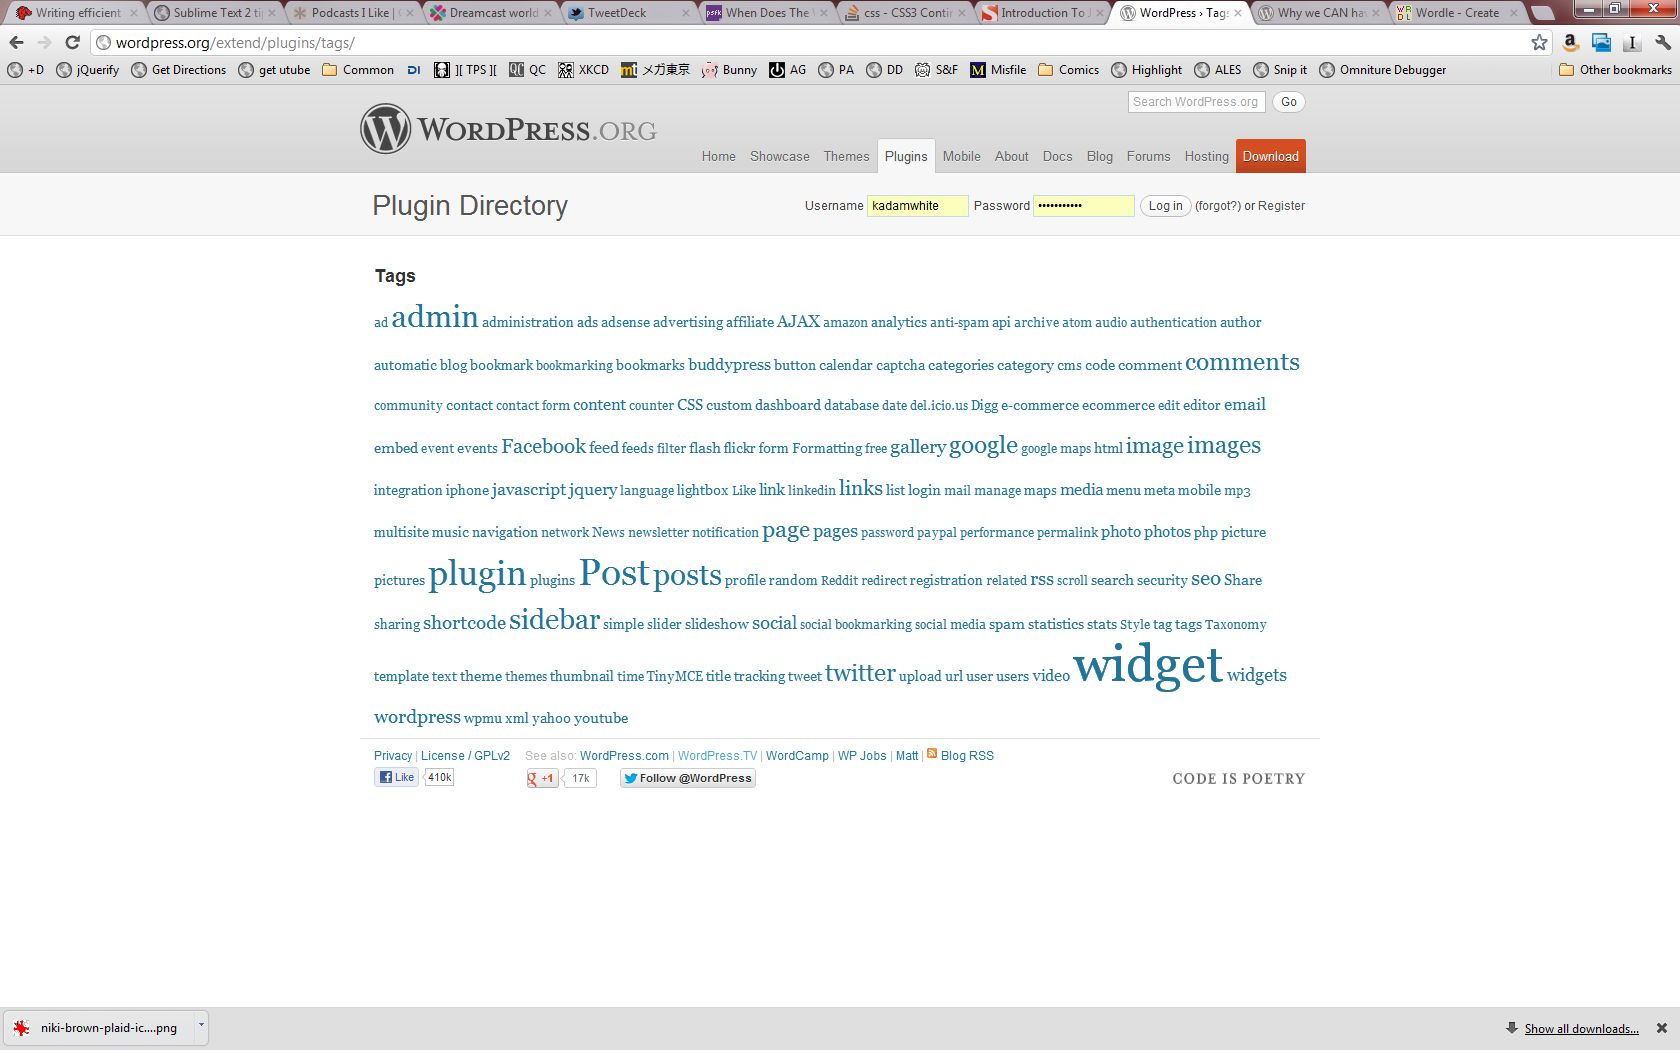 Writing efficient
Sublime Text 2 ti
Podcasts I Like |
Dreamcast world
TweetDeck
When Does The
css - CSS3 Conti
Introduction To J
WordPress › Tag
Why we CAN ha
Wordle - Create
wordpress.org/extend/plugins/tags/
+D jQuerify Get Directions get utube Common DI ][ TPS ][ QC XKCD メガ東京 Bunny AG PA DD S&F Misfile Comics Highlight ALES Snip it Omniture Debugger Other bookmarks
Search WordPress.org Go
WORDPRESS.ORG
Home Showcase Themes Plugins Mobile About Docs Blog Forums Hosting Download
Plugin Directory
Username kadamwhite Password ••••••••••• Log in (forgot?) or Register
Tags
ad admin administration ads adsense advertising affiliate AJAX amazon analytics anti-spam api archive atom audio authentication author
automatic blog bookmark bookmarking bookmarks buddypress button calendar captcha categories category cms code comment comments
community contact contact form content counter CSS custom dashboard database date del.icio.us Digg e-commerce ecommerce edit editor email
embed event events Facebook feed feeds filter flash flickr form Formatting free gallery google google maps html image images
integration iphone javascript jquery language lightbox Like link linkedin links list login mail manage maps media menu meta mobile mp3
multisite music navigation network News newsletter notification page pages password paypal performance permalink photo photos php picture
pictures plugin plugins Post posts profile random Reddit redirect registration related rss scroll search security seo Share
sharing shortcode sidebar simple slider slideshow social social bookmarking social media spam statistics stats Style tag tags Taxonomy
template text theme themes thumbnail time TinyMCE title tracking tweet twitter upload url user users video widget widgets
wordpress wpmu xml yahoo youtube
Privacy | License / GPLv2 See also: WordPress.com | WordPress.TV | WordCamp | WP Jobs | Matt | Blog RSS
Like 410k +1 17k Follow @WordPress CODE IS POETRY
niki-brown-plaid-ic....png Show all downloads...